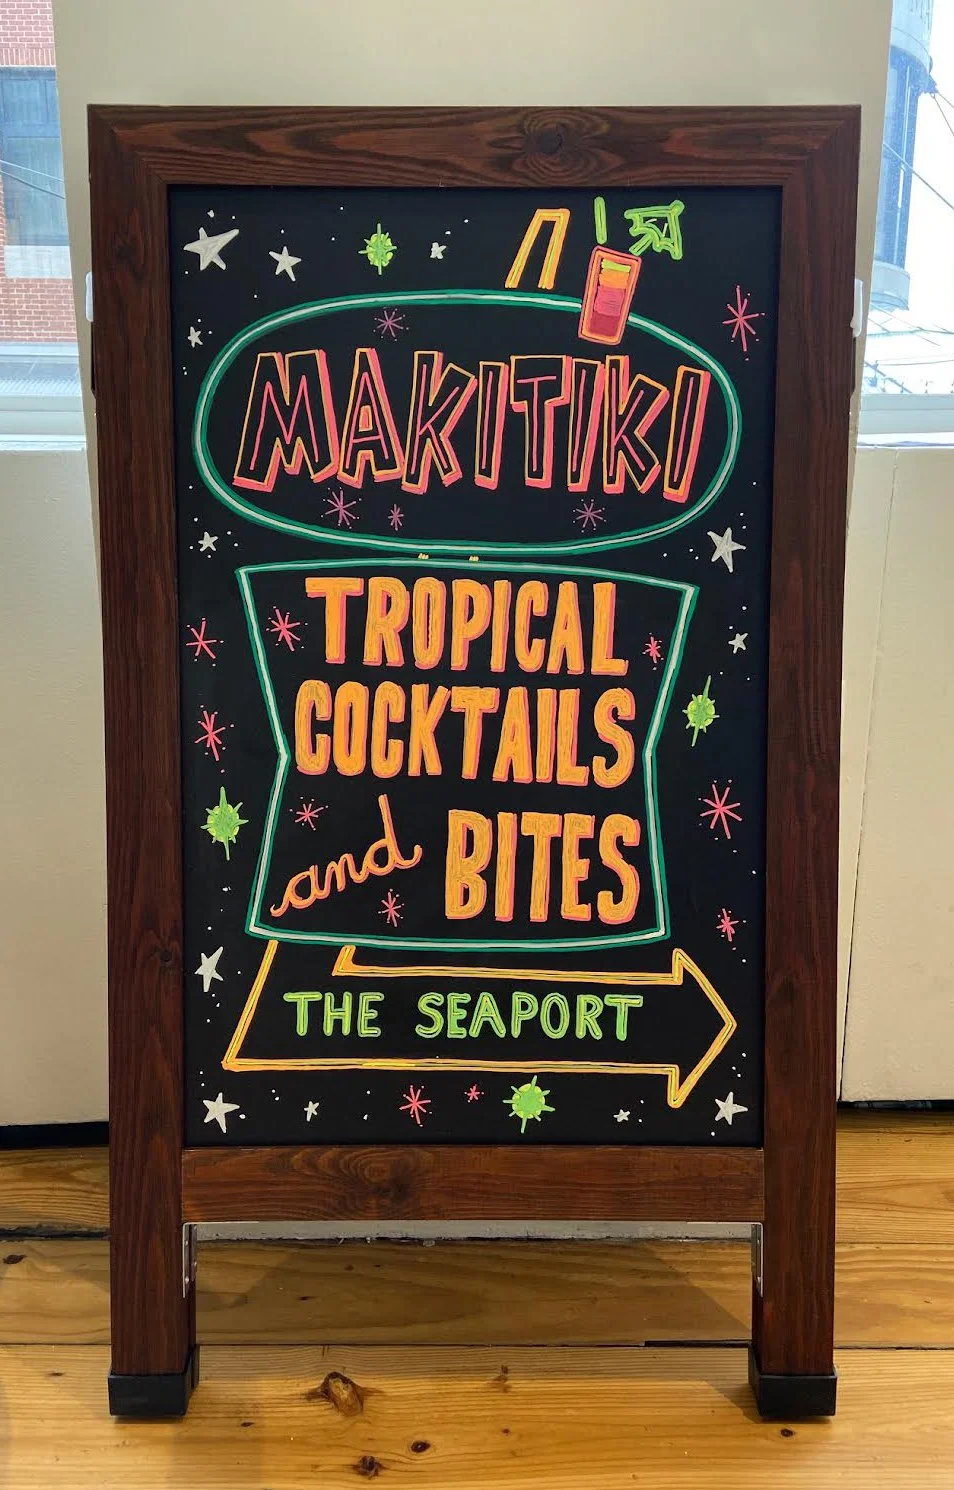 MAKITIKI
TROPICAL
COCKTAILS
and BITES
THE SEAPORT